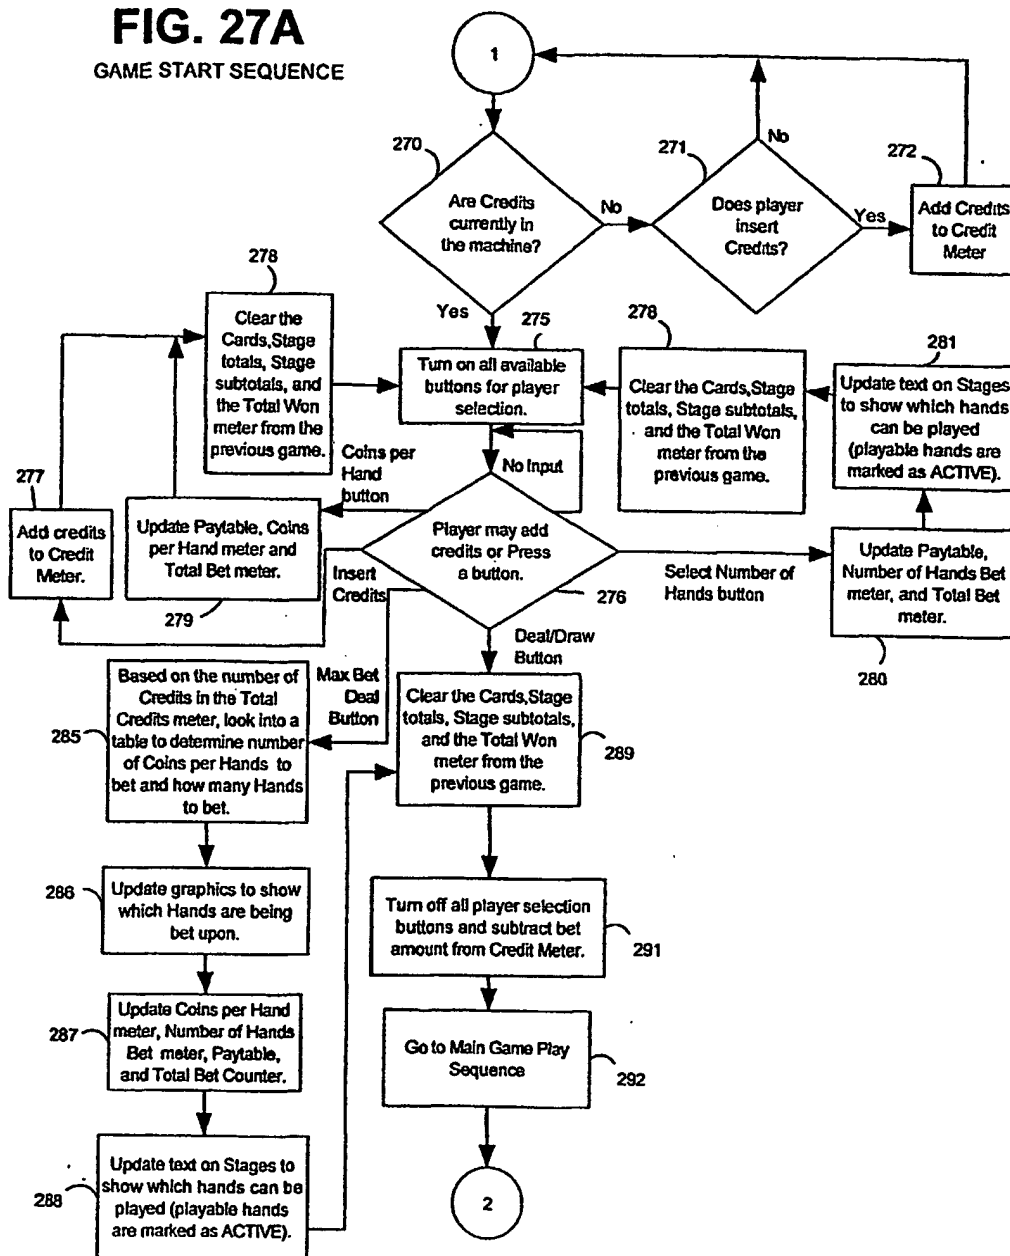 FIG. 27A
GAME START SEQUENCE
1
270
Are Credits
currently in
the machine?
No
271
Does player
insert
Credits?
No
Yes
272
Add Credits
to Credit
Meter
Yes
278
Clear the
Cards,Stage
totals, Stage
subtotals, and
the Total Won
meter from the
previous game.
275
Turn on all available
buttons for player
selection.
278
Clear the Cards,Stage
totals, Stage subtotals,
and the Total Won
meter from the
previous game.
281
Update text on Stages
to show which hands
can be played
(playable hands are
marked as ACTIVE).
277
Add credits
to Credit
Meter.
Coins per
Hand
button
No Input
Update Paytable, Coins
per Hand meter and
Total Bet meter.
279
Insert
Credits
Player may add
credits or Press
a button.
276
Select Number of
Hands button
Update Paytable,
Number of Hands Bet
meter, and Total Bet
meter.
280
Deal/Draw
Button
Max Bet
Deal
Button
285
Based on the number of
Credits in the Total
Credits meter, look into a
table to determine number
of Coins per Hands to
bet and how many Hands
to bet.
Clear the Cards,Stage
totals, Stage subtotals,
and the Total Won
meter from the
previous game.
289
286
Update graphics to show
which Hands are being
bet upon.
Turn off all player selection
buttons and subtract bet
amount from Credit Meter.
291
287
Update Coins per Hand
meter, Number of Hands
Bet meter, Paytable,
and Total Bet Counter.
Go to Main Game Play
Sequence
292
288
Update text on Stages to
show which hands can be
played (playable hands
are marked as ACTIVE).
2